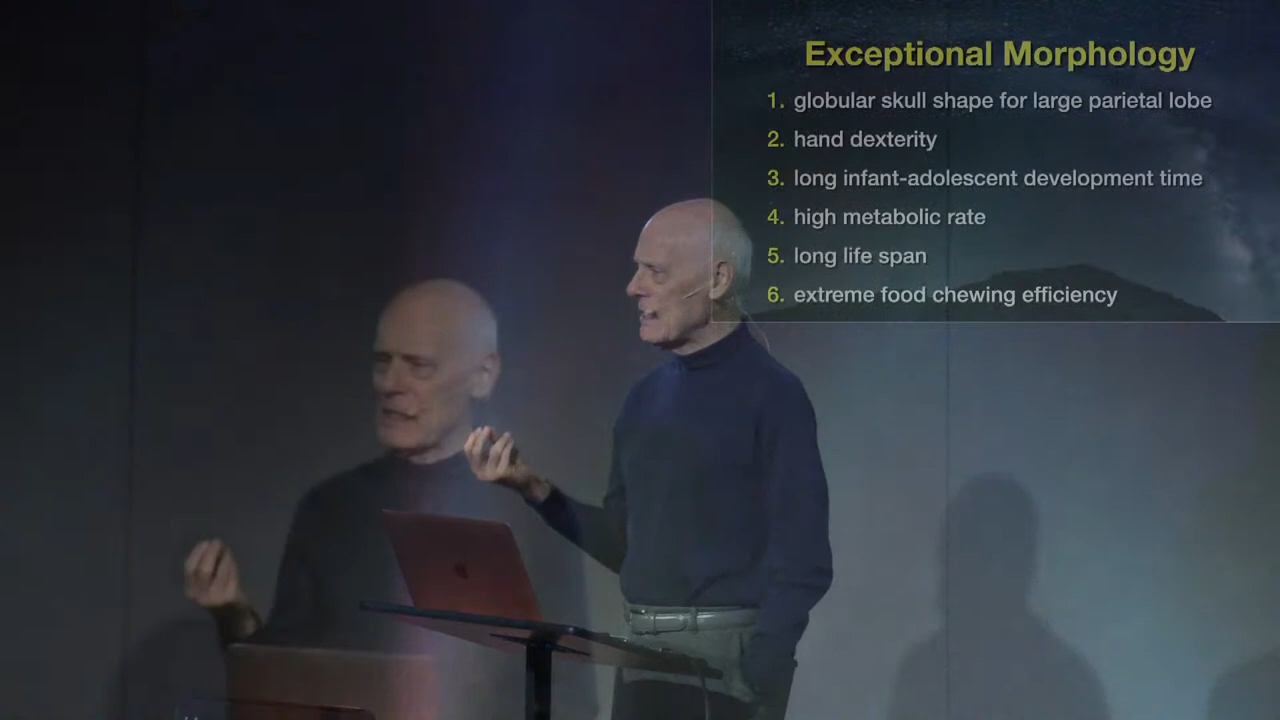 Exceptional Morphology
1. globular skull shape for large parietal lobe
2. hand dexterity
3. long infant-adolescent development time
4. high metabolic rate
5. long life span
6. extreme food chewing efficiency